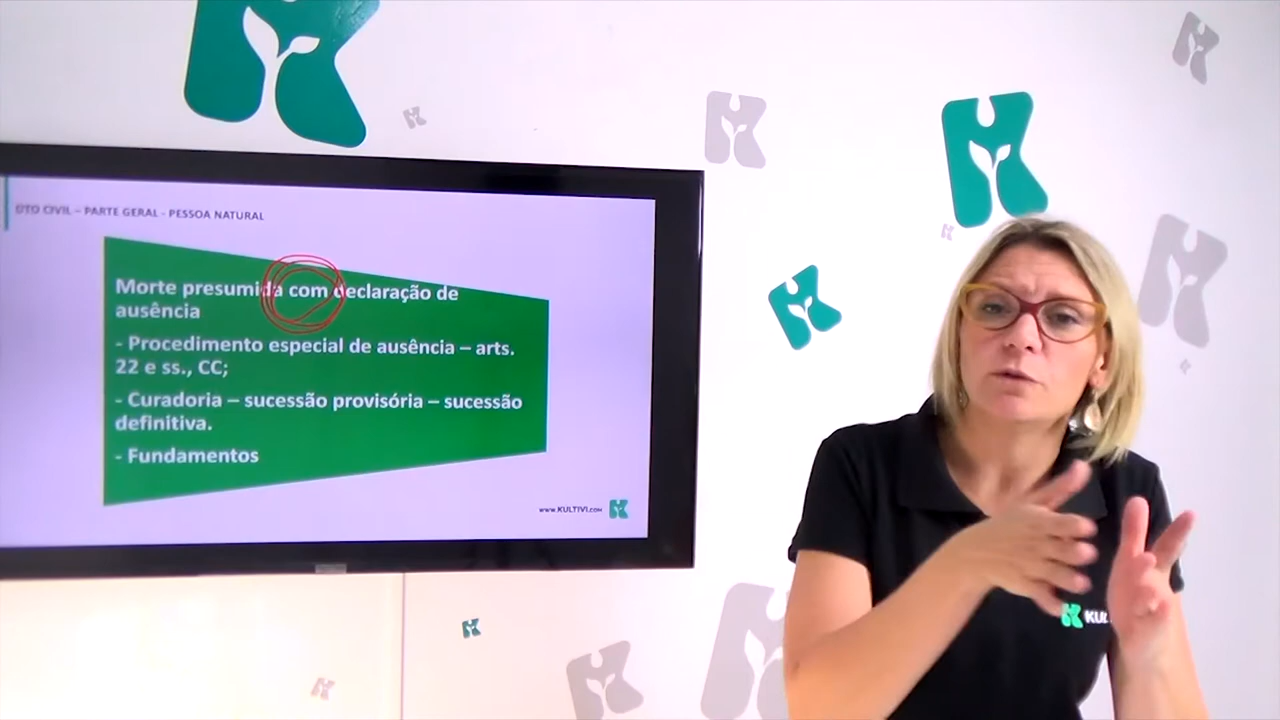 DTO CIVIL – PARTE GERAL - PESSOA NATURAL
Morte presumida com declaração de
ausência
- Procedimento especial de ausência – arts.
22 e ss., CC;
- Curadoria – sucessão provisória – sucessão
definitiva.
- Fundamentos
www.KULTIVI.com